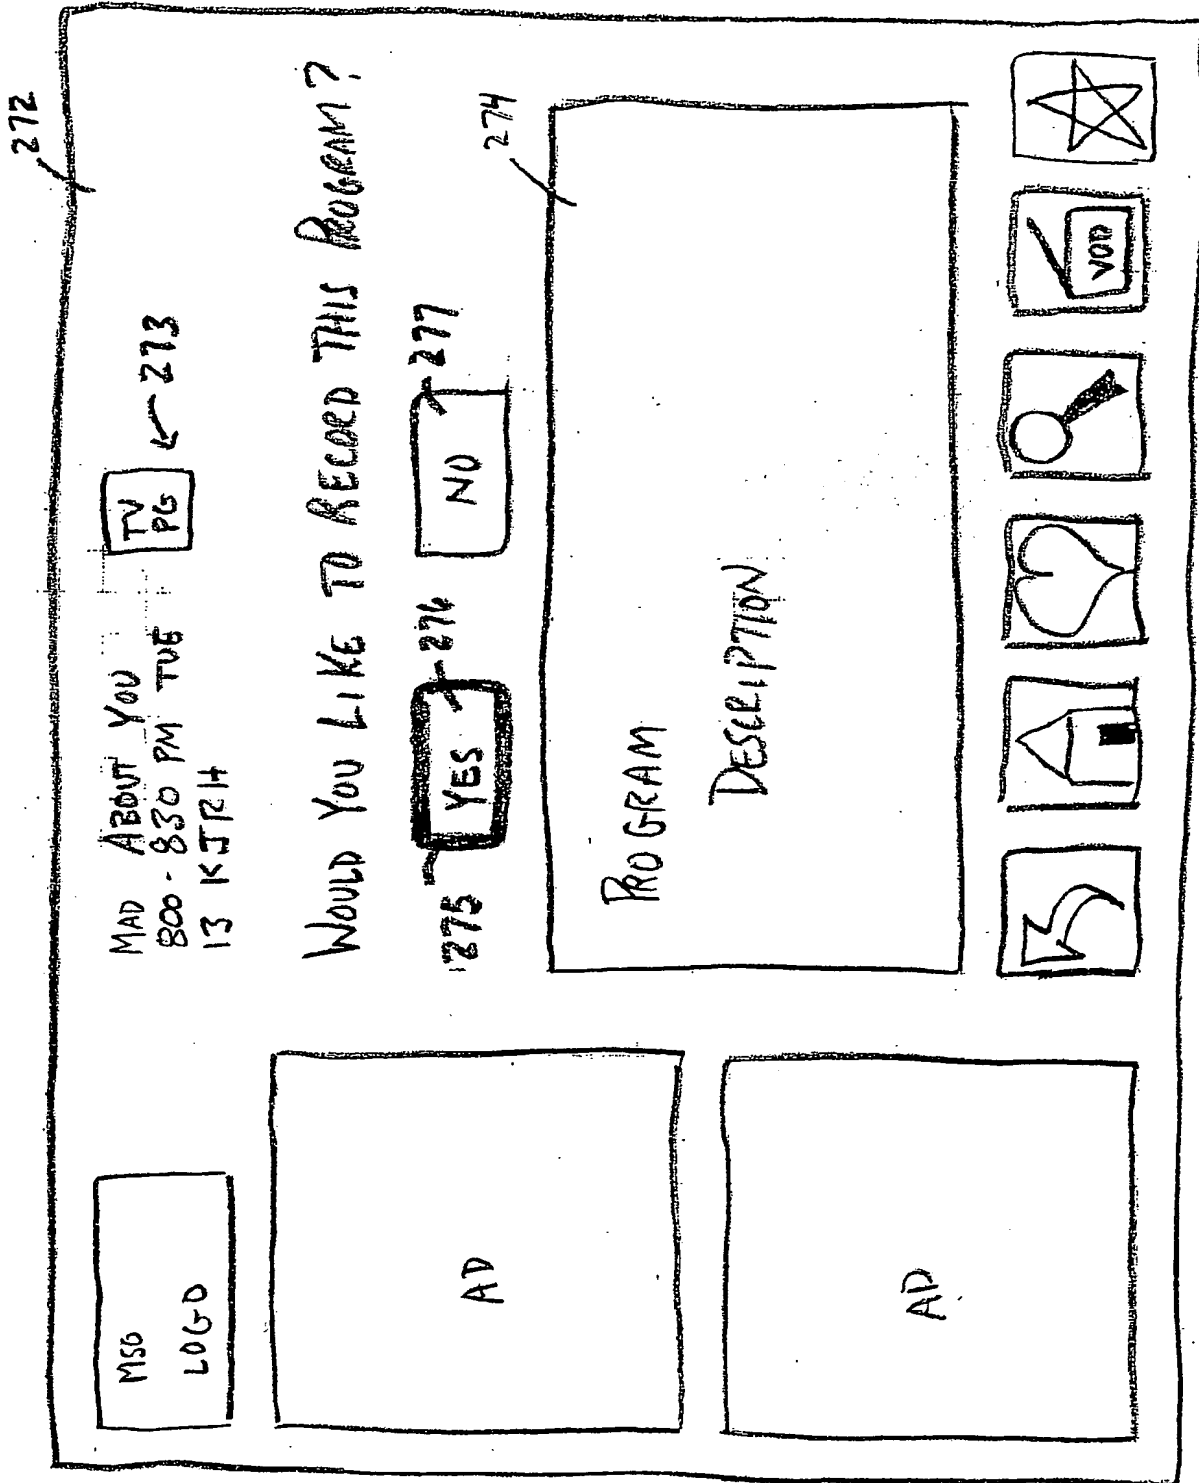 272
MSG
LOGO
MAD ABOUT YOU
800 - 830 PM TUE
13 KJRH
TV
PG
273
WOULD YOU LIKE TO RECORD THIS PROGRAM?
275
YES
276
NO
277
274
AD
PROGRAM
DESCRIPTION
AD
VOD